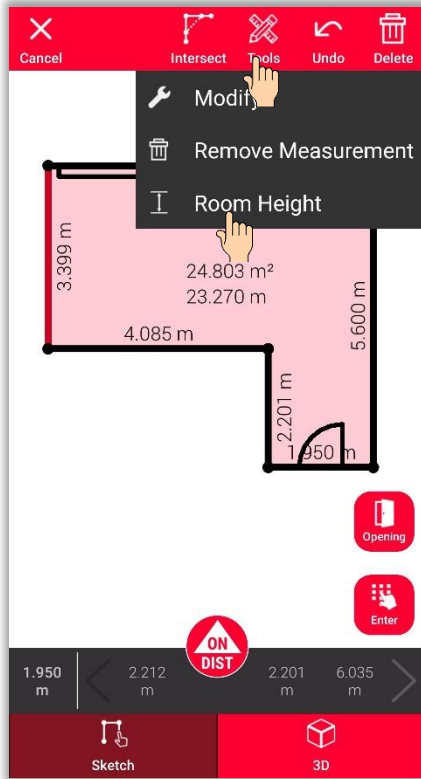 Cancel
Intersect
Tools
Undo
Delete
Modify
Remove Measurement
Room Height
3.399 m
24.803 m²
23.270 m
4.085 m
5.600 m
2.201 m
1.950 m
Opening
Enter
ON
DIST
1.950 m
2.212 m
2.201 m
6.035 m
Sketch
3D